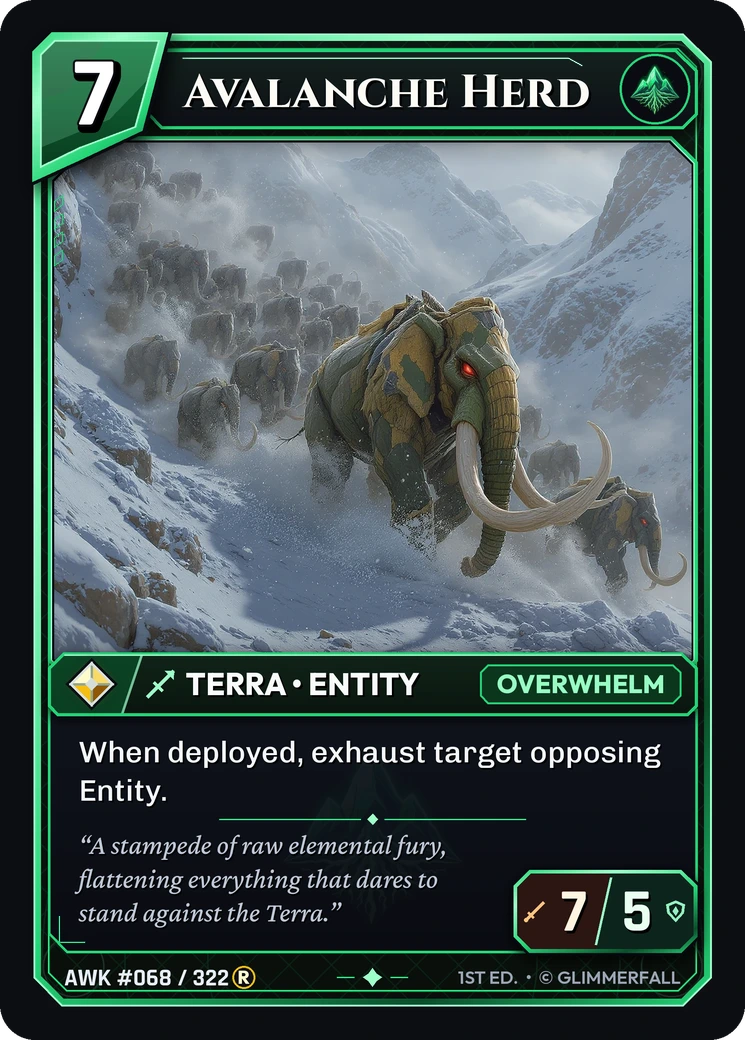 7
AVALANCHE HERD
TERRA • ENTITY
OVERWHELM
When deployed, exhaust target opposing
Entity.
“A stampede of raw elemental fury,
flattening everything that dares to
stand against the Terra.”
7 / 5
AWK #068 / 322 R
1ST ED. • © GLIMMERFALL